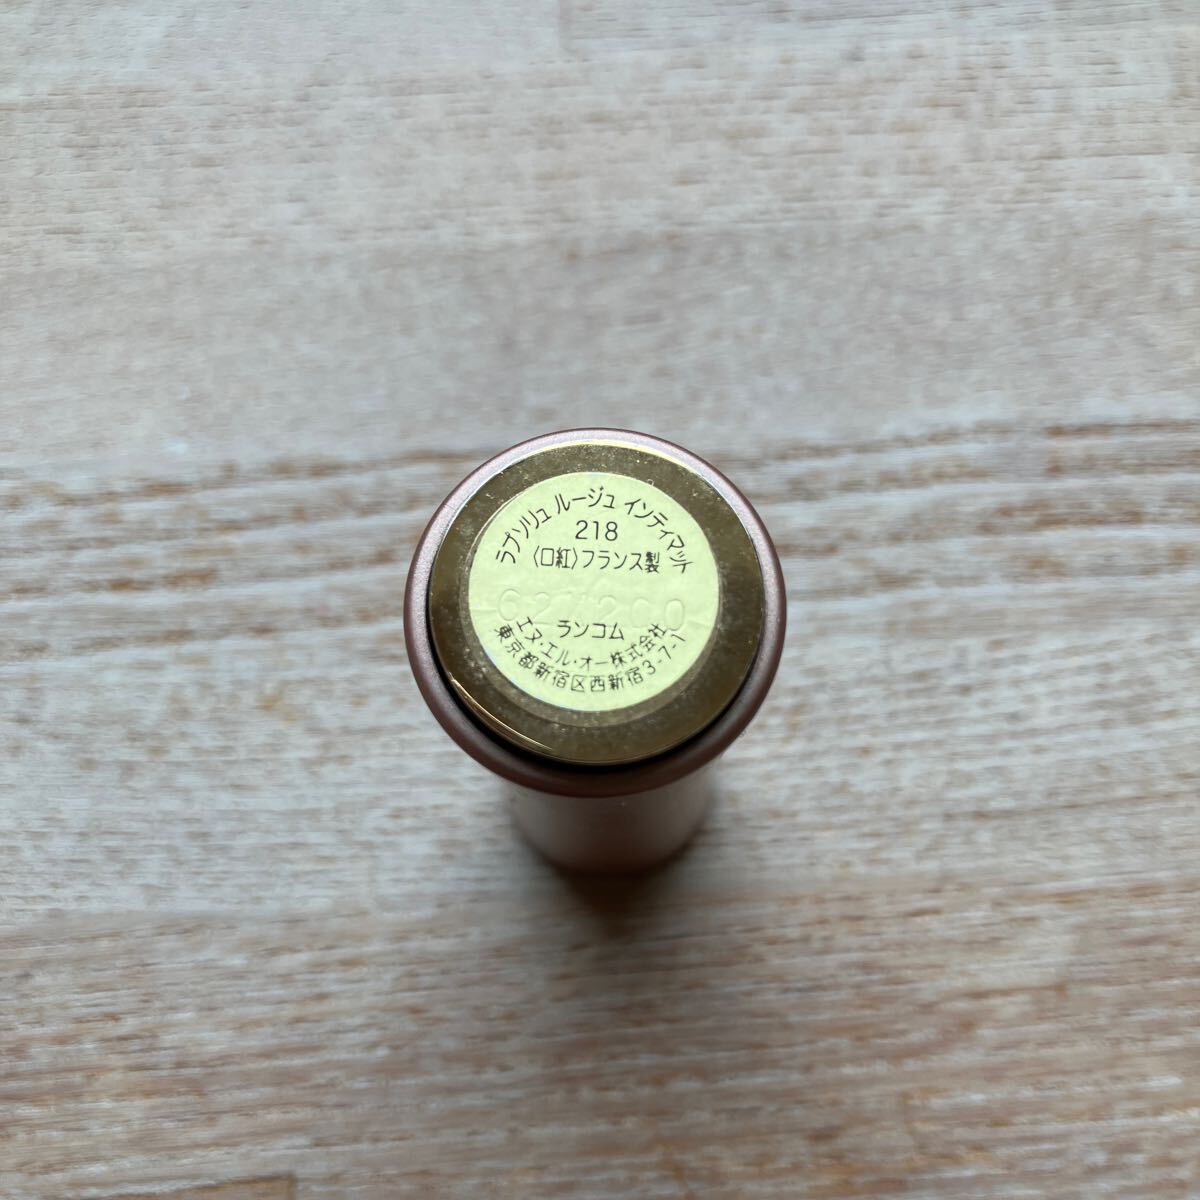 ラプソリュ ルージュ インティマット
218
〈口紅〉フランス製
ランコム
エヌ・エル・オー株式会社
東京都新宿区西新宿3-7-1